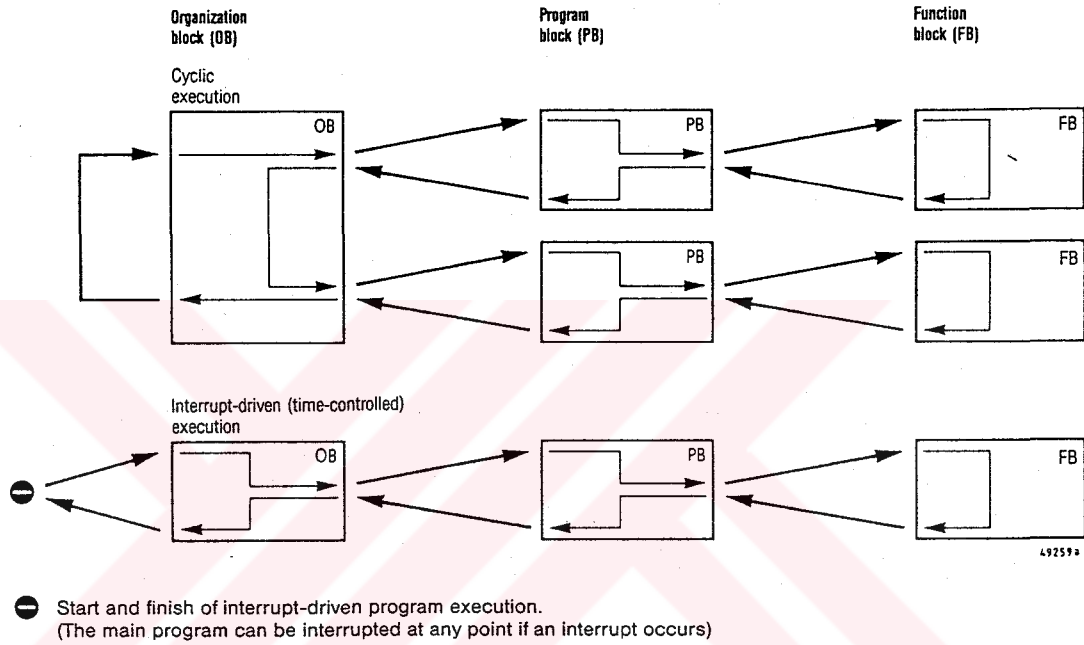 Organization
block (OB)
Program
block (PB)
Function
block (FB)
Cyclic
execution
OB
PB
FB
PB
FB
Interrupt-driven (time-controlled)
execution
OB
PB
FB
49259a
Start and finish of interrupt-driven program execution.
(The main program can be interrupted at any point if an interrupt occurs)